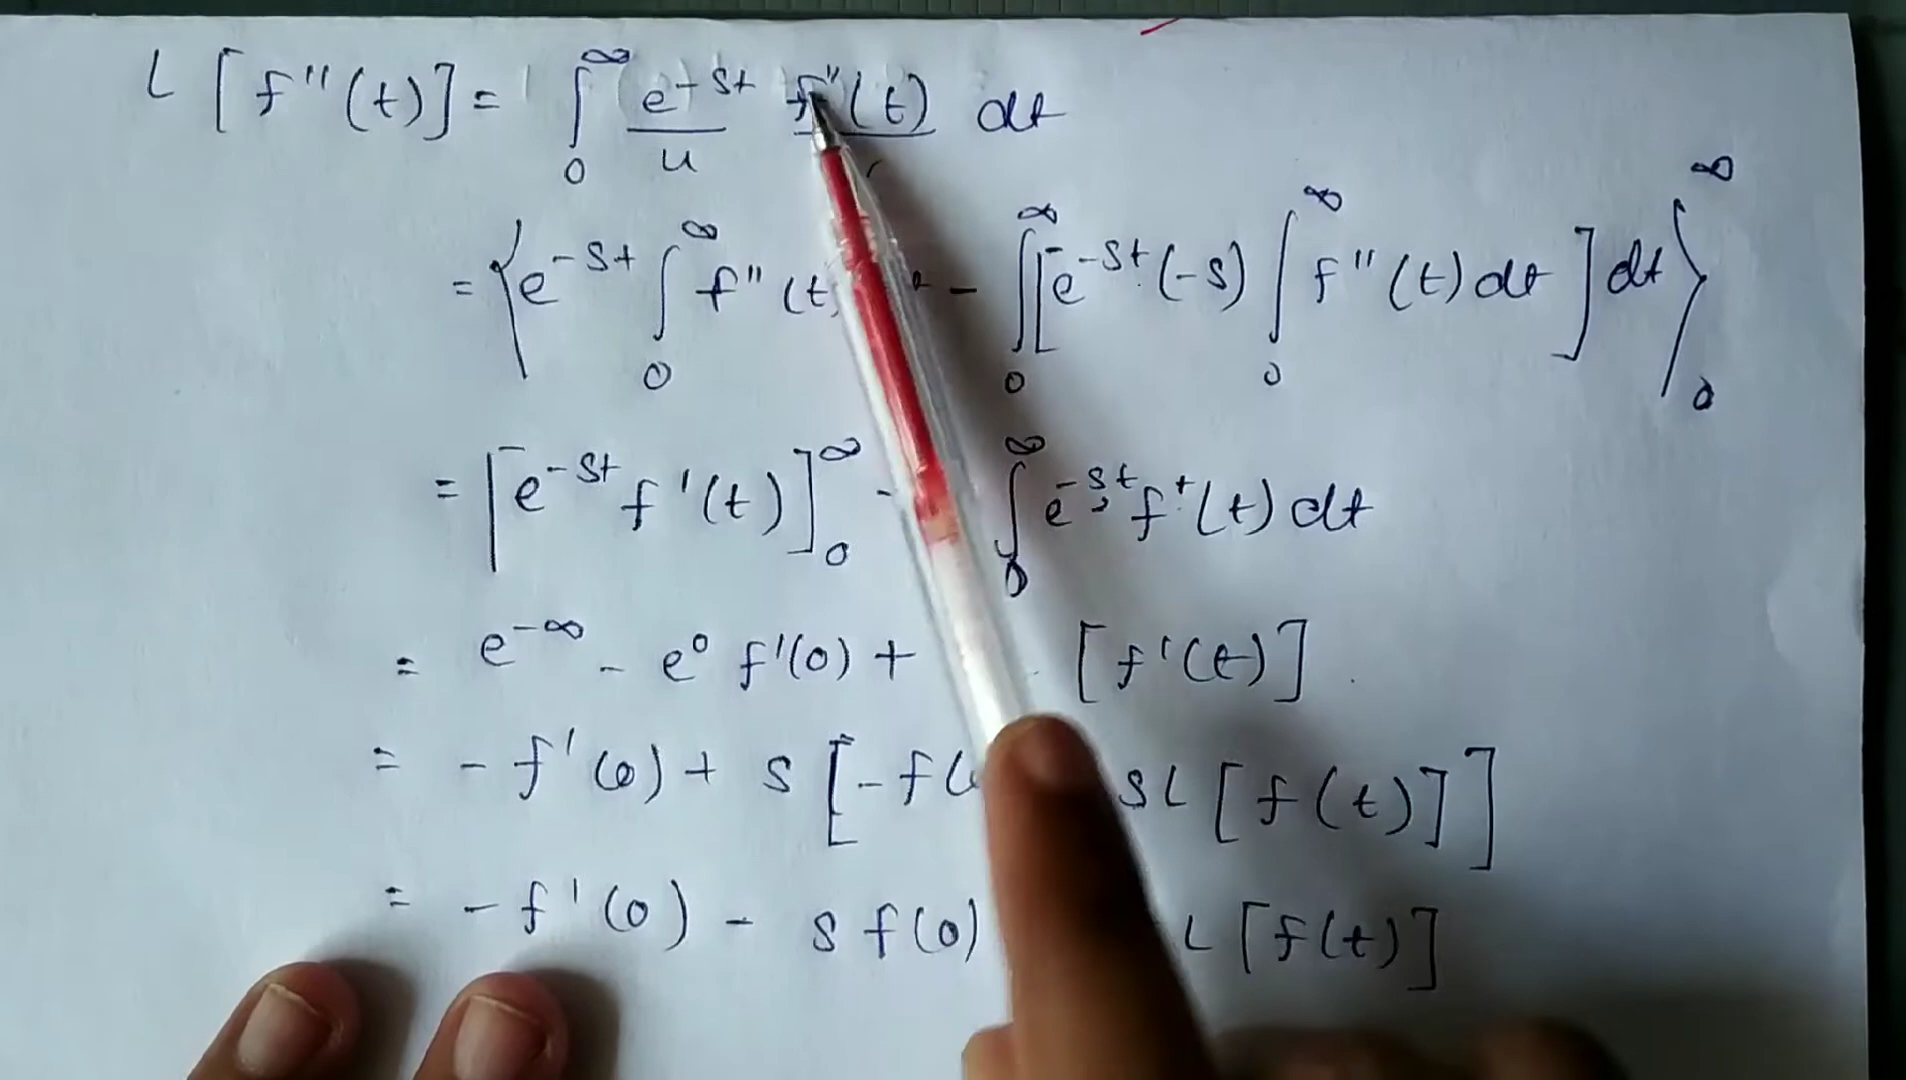 L [f''(t)] = ∫₀^∞ e^{-st} f''(t) dt
u
= {e^{-st} ∫₀^∞ f''(t - ∫₀^∞ [e^{-st} (-s) ∫₀^∞ f''(t) dt] dt}₀^∞
= [e^{-st} f'(t)]₀^∞ - ∫₀^∞ e^{-st} f'(t) dt
= e^{-∞} - e⁰ f'(0) + [f'(t)]
= - f'(0) + s [- f( sL [f(t)]]
= - f'(0) - s f(0) L [f(t)]